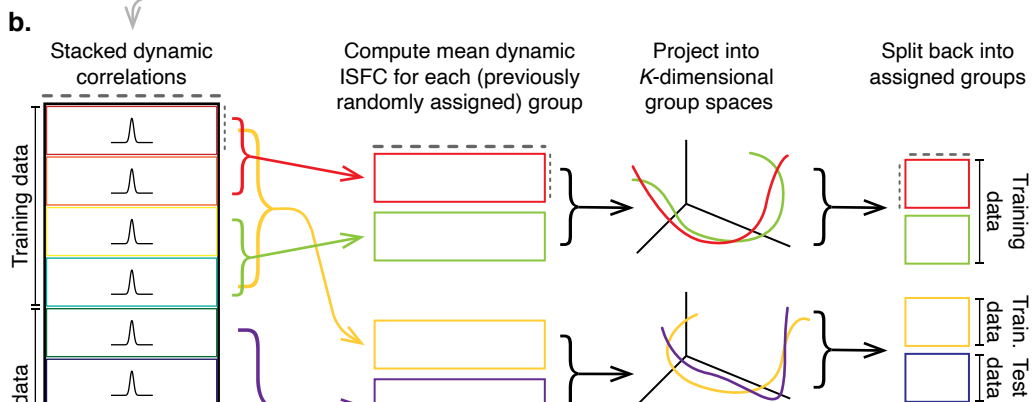 b.
Stacked dynamic
correlations
Compute mean dynamic
ISFC for each (previously
randomly assigned) group
Project into
K-dimensional
group spaces
Split back into
assigned groups
Training data
data
Training
data
Train.
data
Test
data